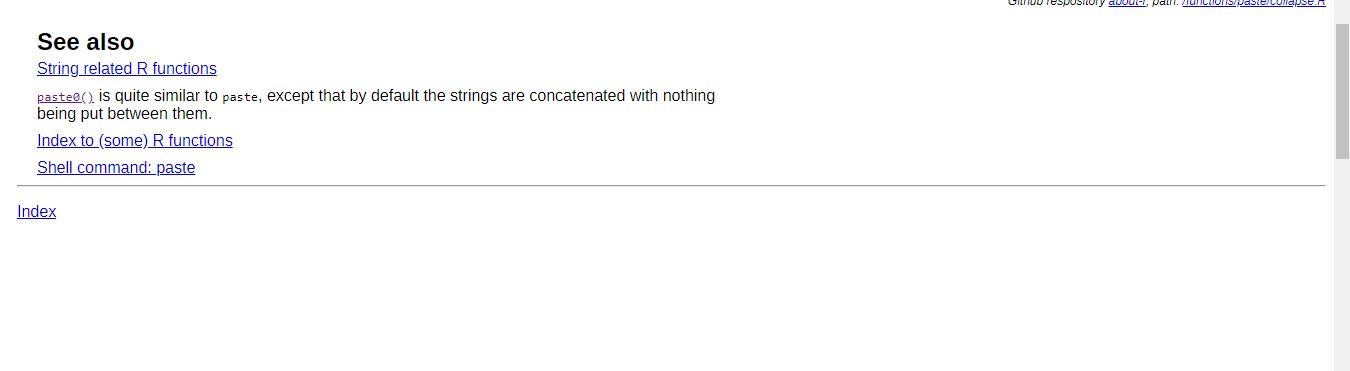 Github respository about-r, path: /functions/paste/collapse.R
See also
String related R functions
paste0() is quite similar to paste, except that by default the strings are concatenated with nothing
being put between them.
Index to (some) R functions
Shell command: paste
Index